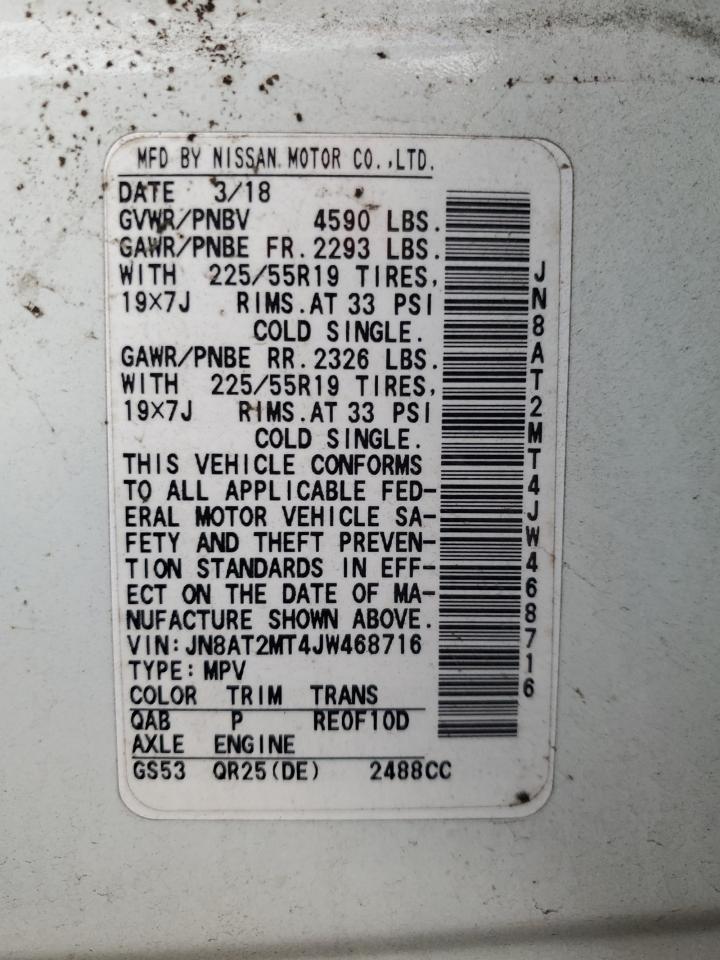 MFD BY NISSAN MOTOR CO.,LTD.
DATE 3/18
GVWR/PNBV 4590 LBS.
GAWR/PNBE FR.2293 LBS.
WITH 225/55R19 TIRES,
19×7J RIMS.AT 33 PSI
COLD SINGLE.
GAWR/PNBE RR.2326 LBS.
WITH 225/55R19 TIRES,
19×7J RIMS.AT 33 PSI
COLD SINGLE.
THIS VEHICLE CONFORMS
TO ALL APPLICABLE FED-
ERAL MOTOR VEHICLE SA-
FETY AND THEFT PREVEN-
TION STANDARDS IN EFF-
ECT ON THE DATE OF MA-
NUFACTURE SHOWN ABOVE.
VIN:JN8AT2MT4JW468716
TYPE:MPV
COLOR TRIM TRANS
QAB P RE0F10D
AXLE ENGINE
GS53 QR25(DE) 2488CC
JN8AT2MT4JW468716